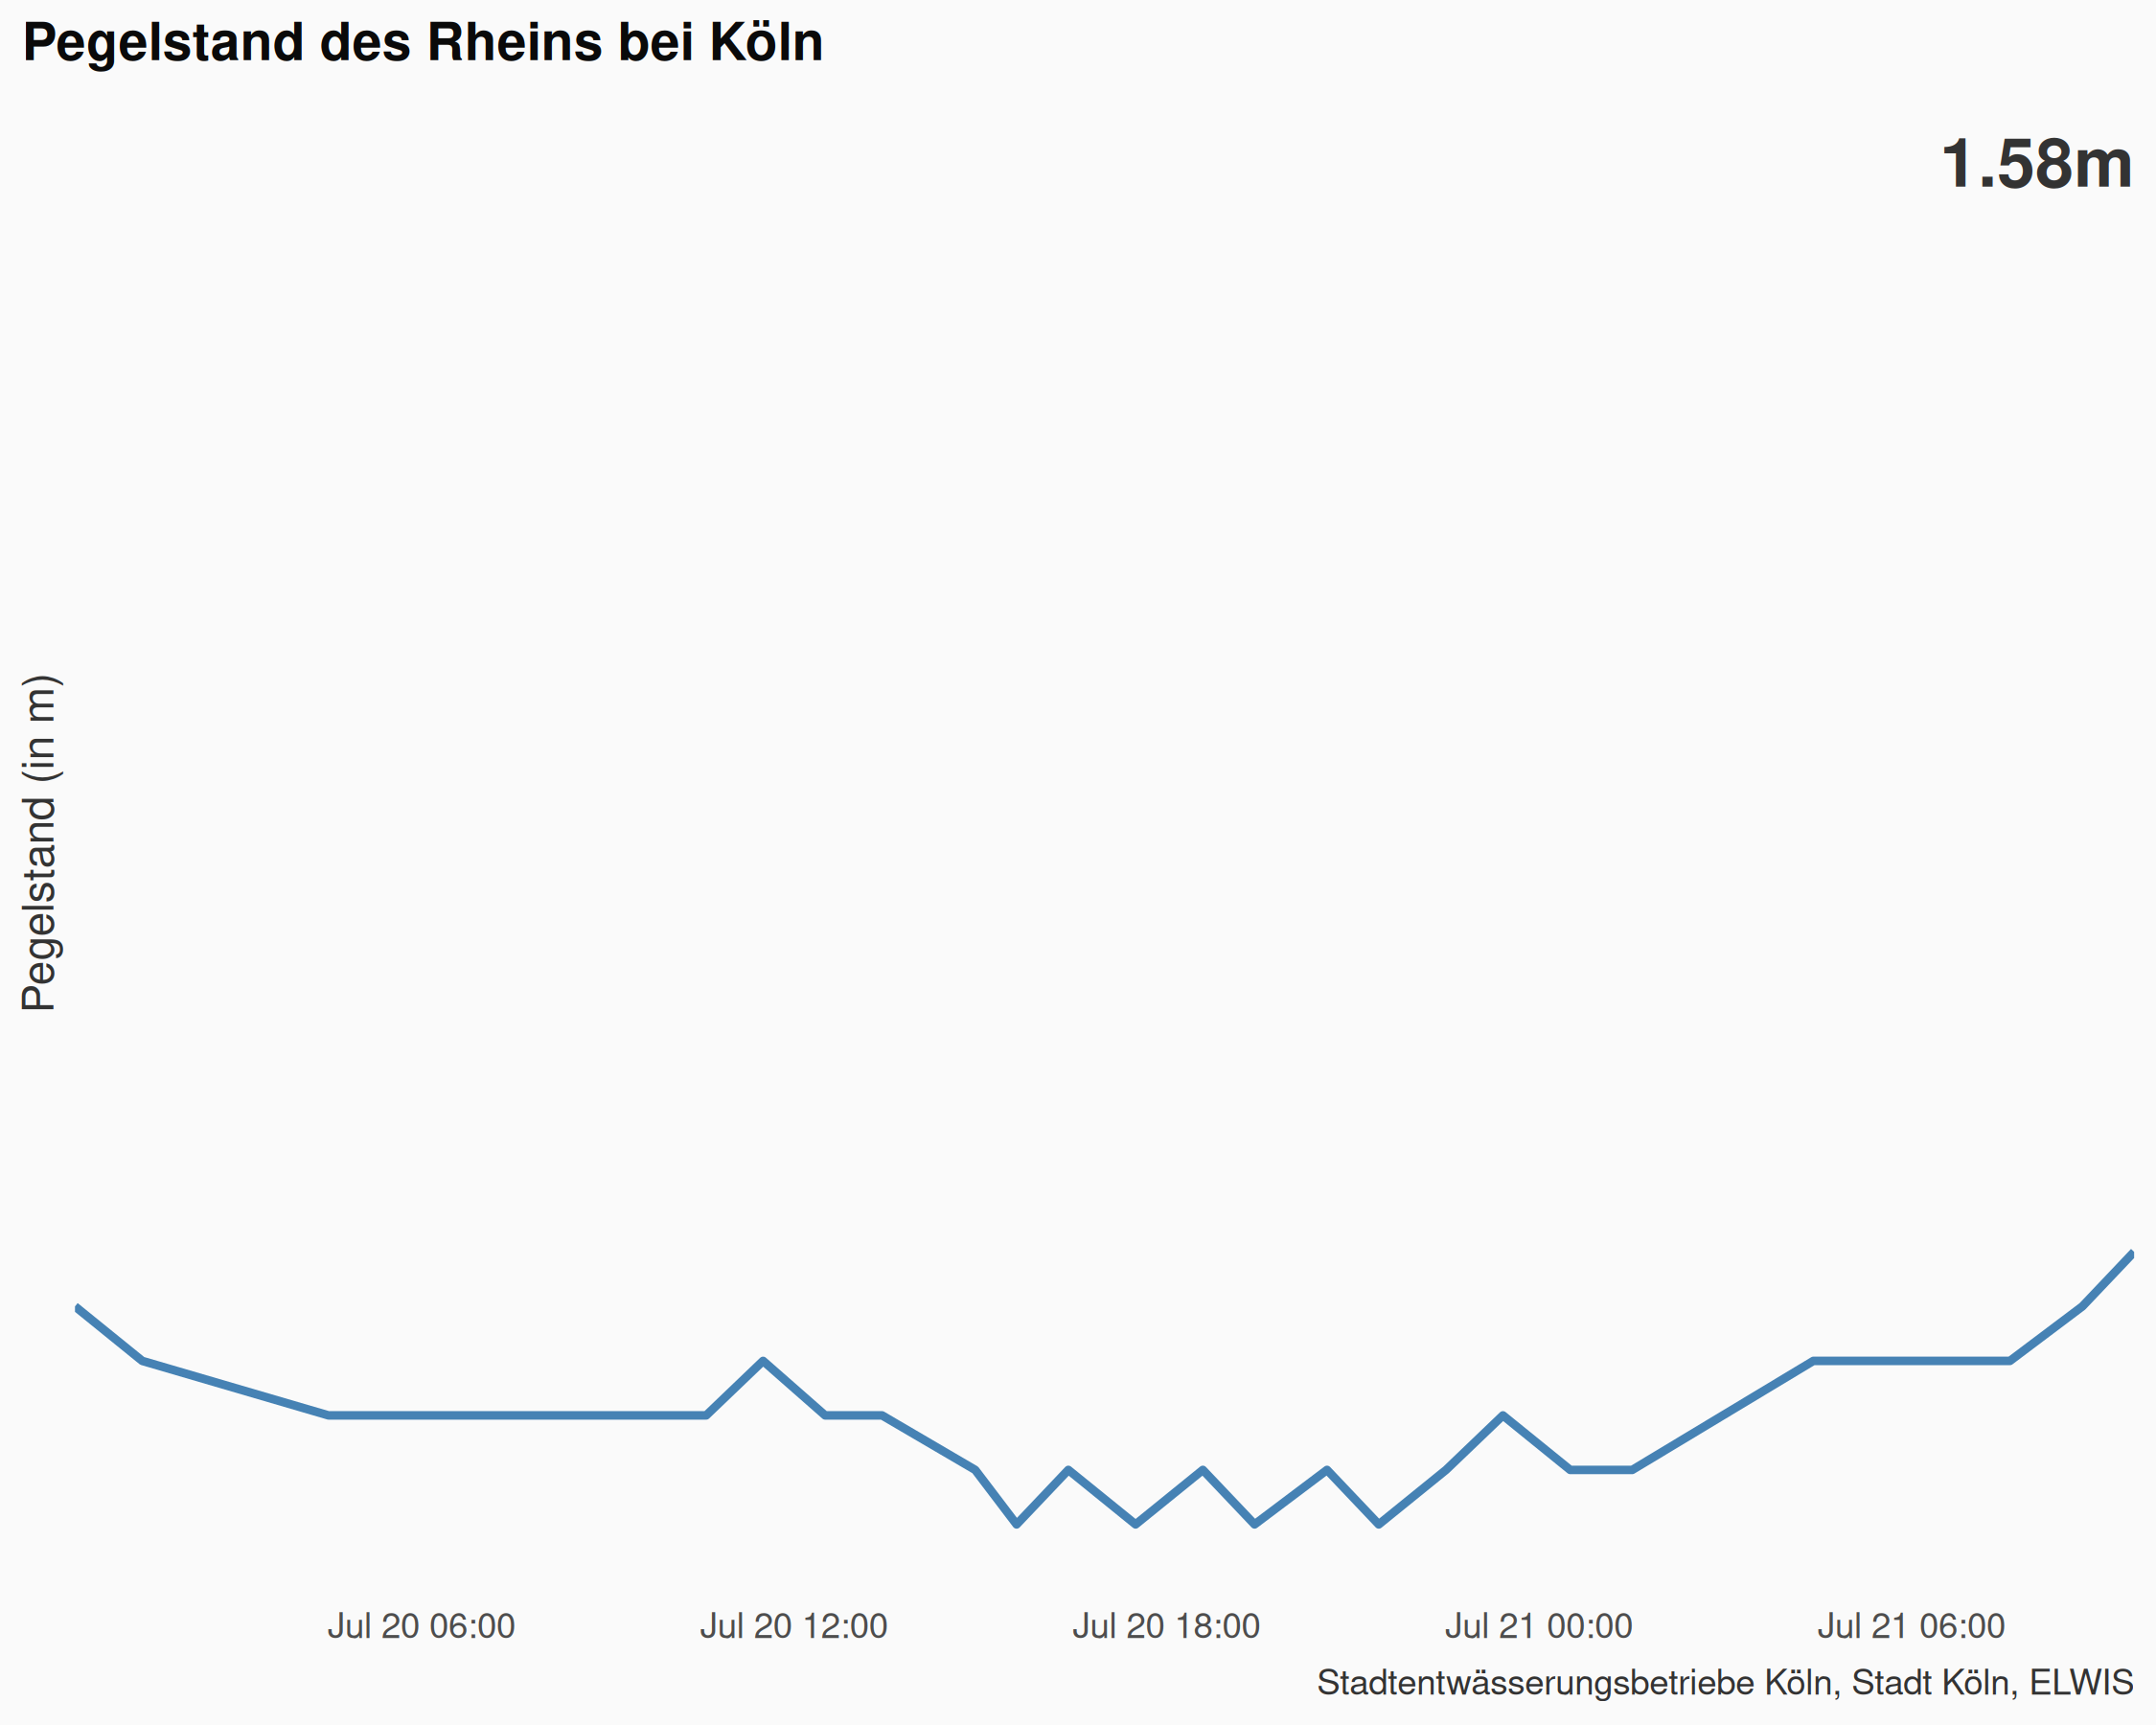 Pegelstand des Rheins bei Köln
1.58m
Pegelstand (in m)
Jul 20 06:00
Jul 20 12:00
Jul 20 18:00
Jul 21 00:00
Jul 21 06:00
Stadtentwässerungsbetriebe Köln, Stadt Köln, ELWIS